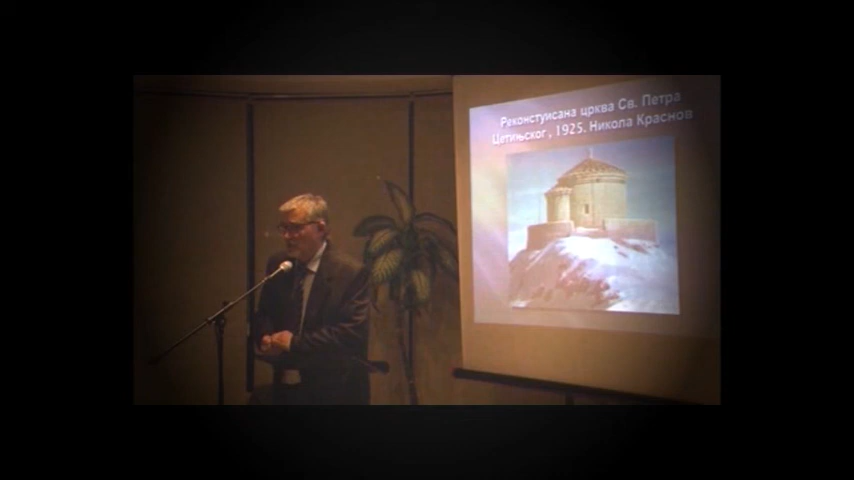 Реконстуисана црква Св. Петра
Цетињског , 1925. Никола Краснов